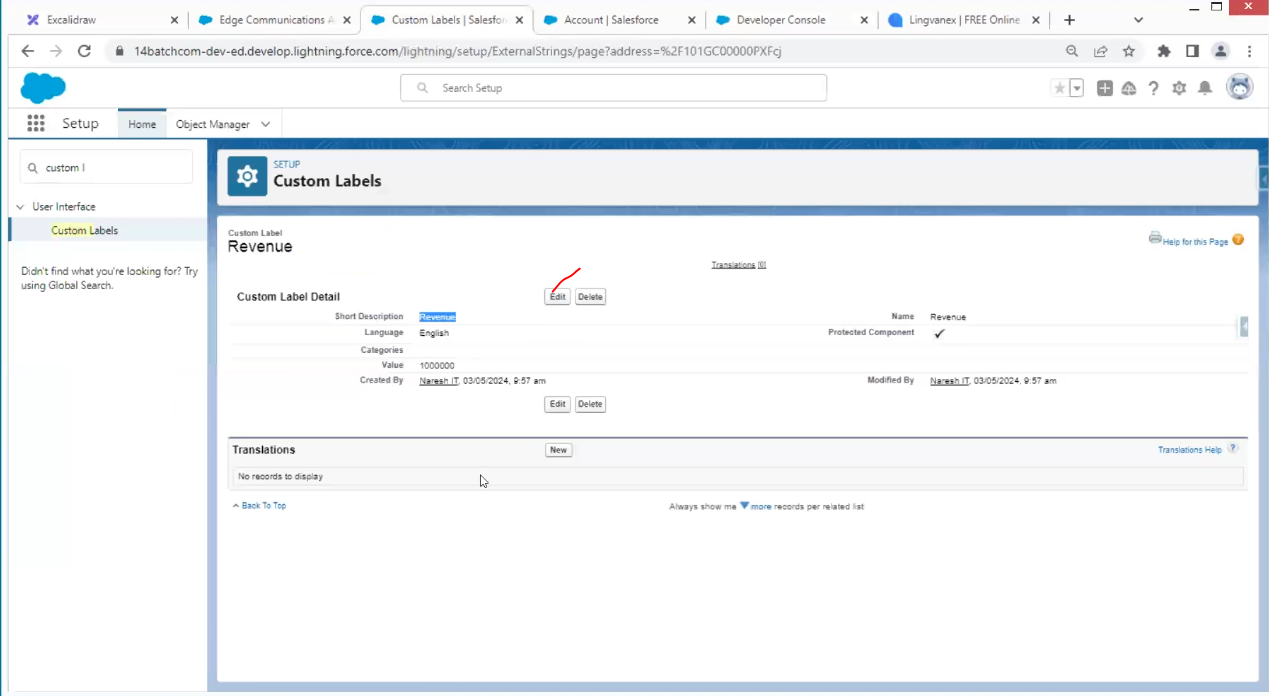 Excalidraw
Edge Communications A
Custom Labels | Salesfor
Account | Salesforce
Developer Console
Lingvanex | FREE Online
14batchcom-dev-ed.develop.lightning.force.com/lightning/setup/ExternalStrings/page?address=%2F101GC00000PXFcj
Search Setup
Setup
Home
Object Manager
custom l
User Interface
Custom Labels
Didn't find what you're looking for? Try
using Global Search.
SETUP
Custom Labels
Custom Label
Revenue
Help for this Page
Translations [0]
Custom Label Detail
Edit
Delete
Short Description Revenue Name Revenue
Language English Protected Component ✓
Categories
Value 1000000
Created By Naresh IT, 03/05/2024, 9:57 am Modified By Naresh IT, 03/05/2024, 9:57 am
Edit
Delete
Translations
New
Translations Help ?
No records to display
Back To Top
Always show me more records per related list